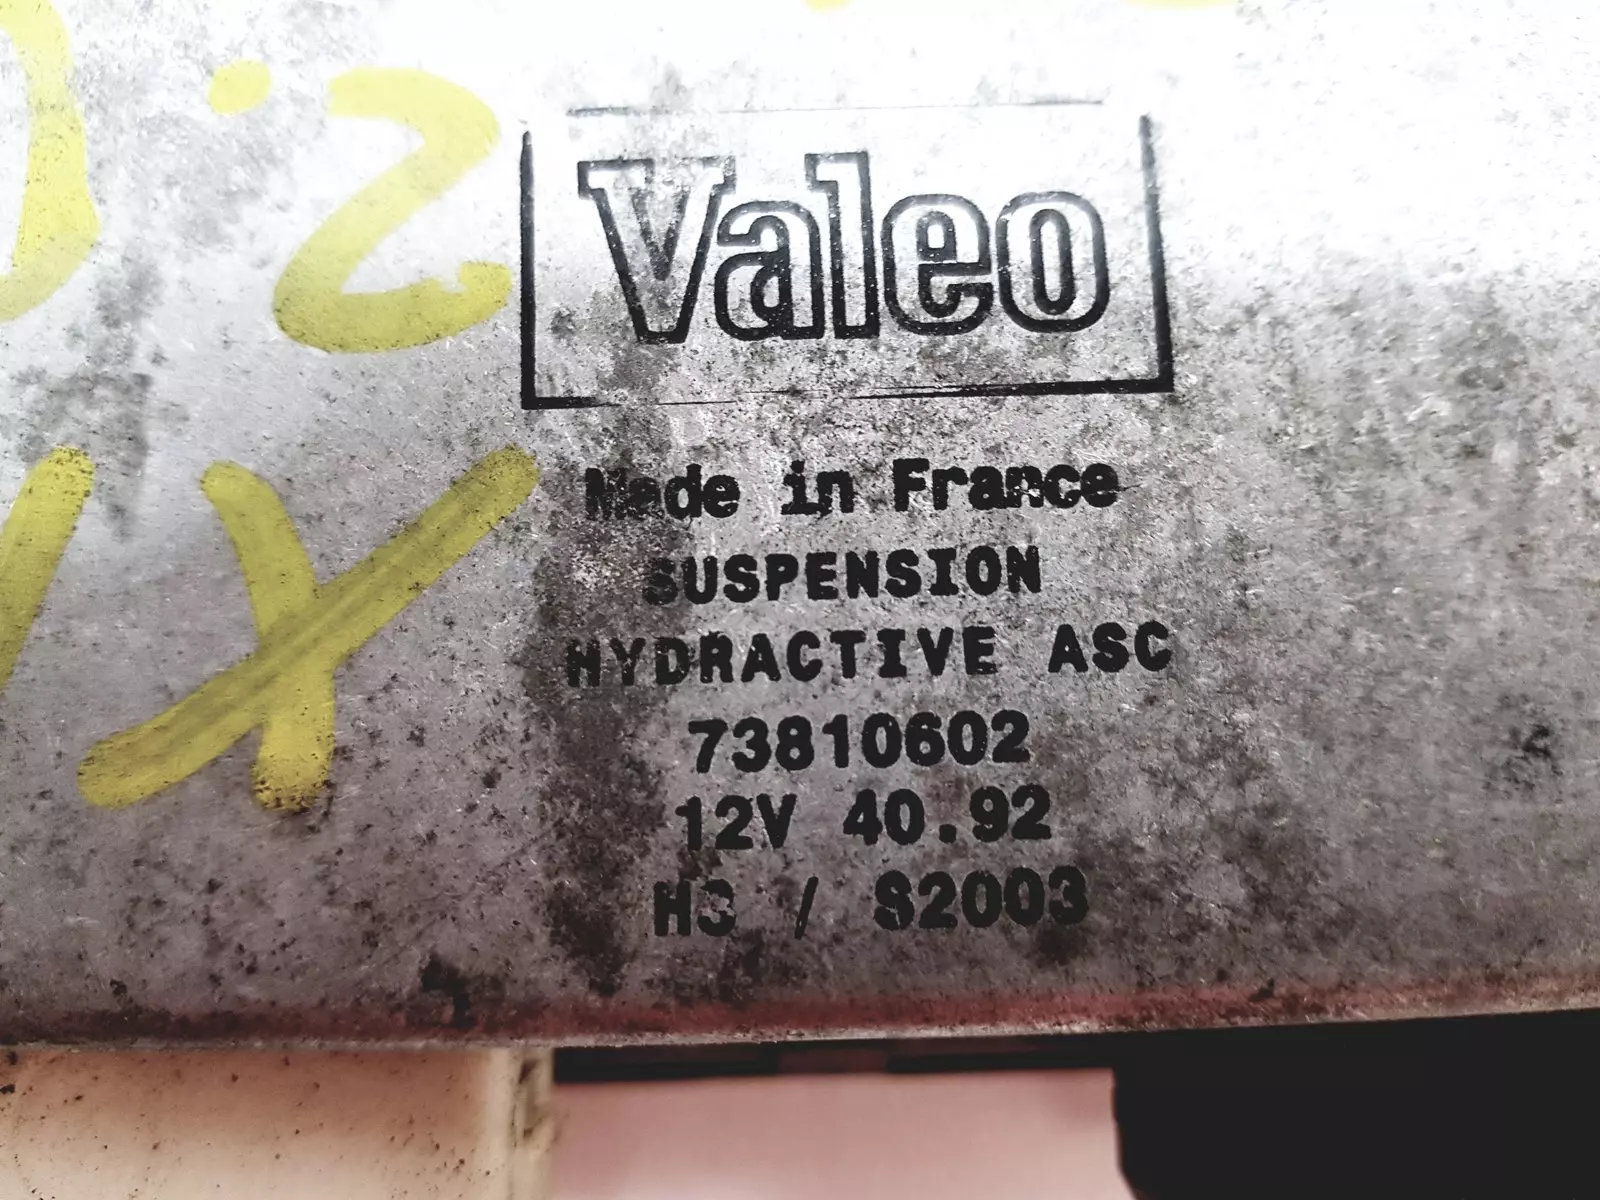 Valeo
Made in France
SUSPENSION
HYDRACTIVE ASC
73810602
12V 40.92
H3 / S2003